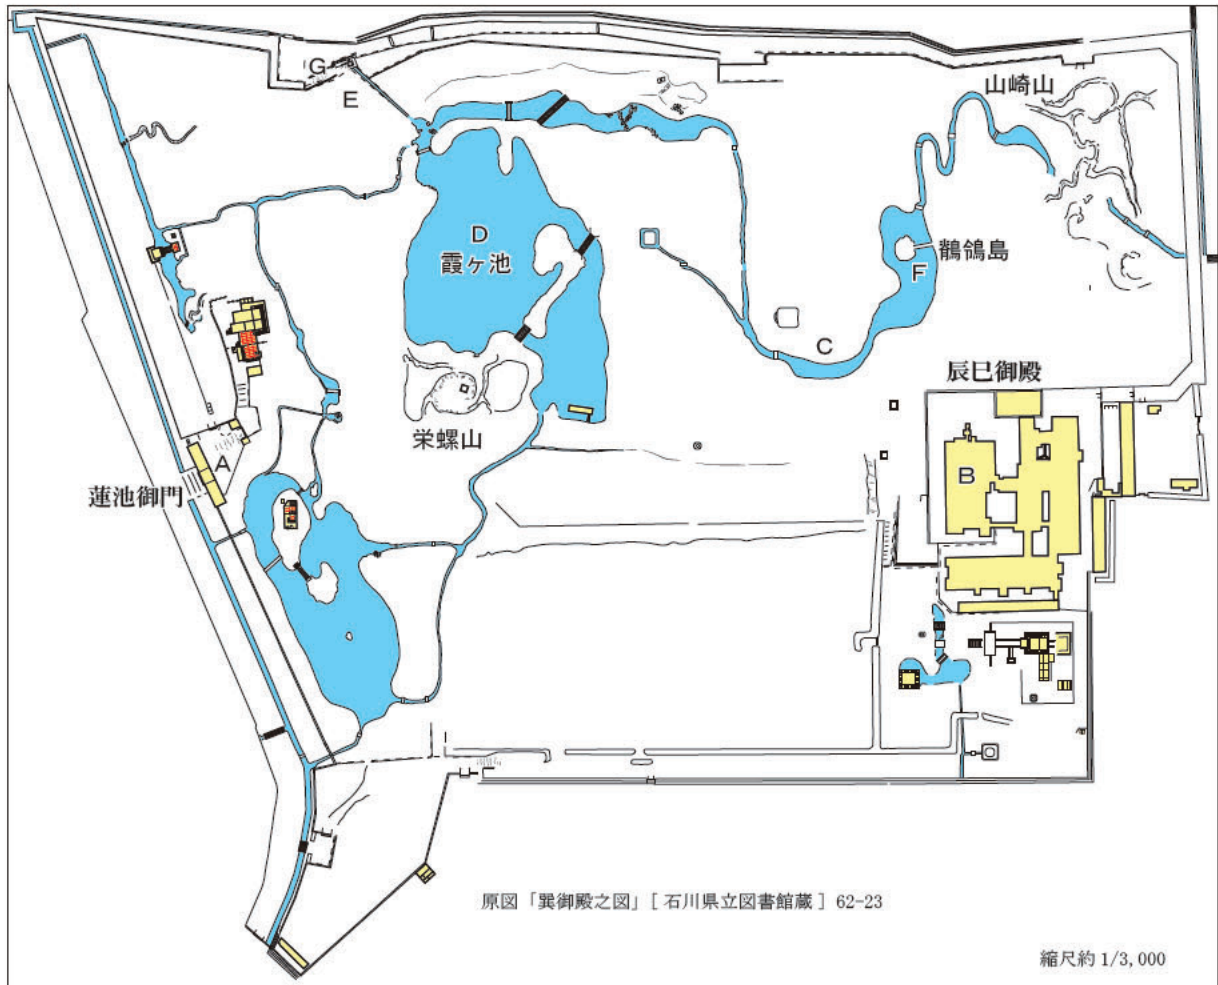 G
E
山崎山
D
霞ヶ池
鶺鴒島
F
C
辰巳御殿
栄螺山
A
B
蓮池御門
原図「巽御殿之図」[ 石川県立図書館蔵 ] 62-23
縮尺約 1/3,000